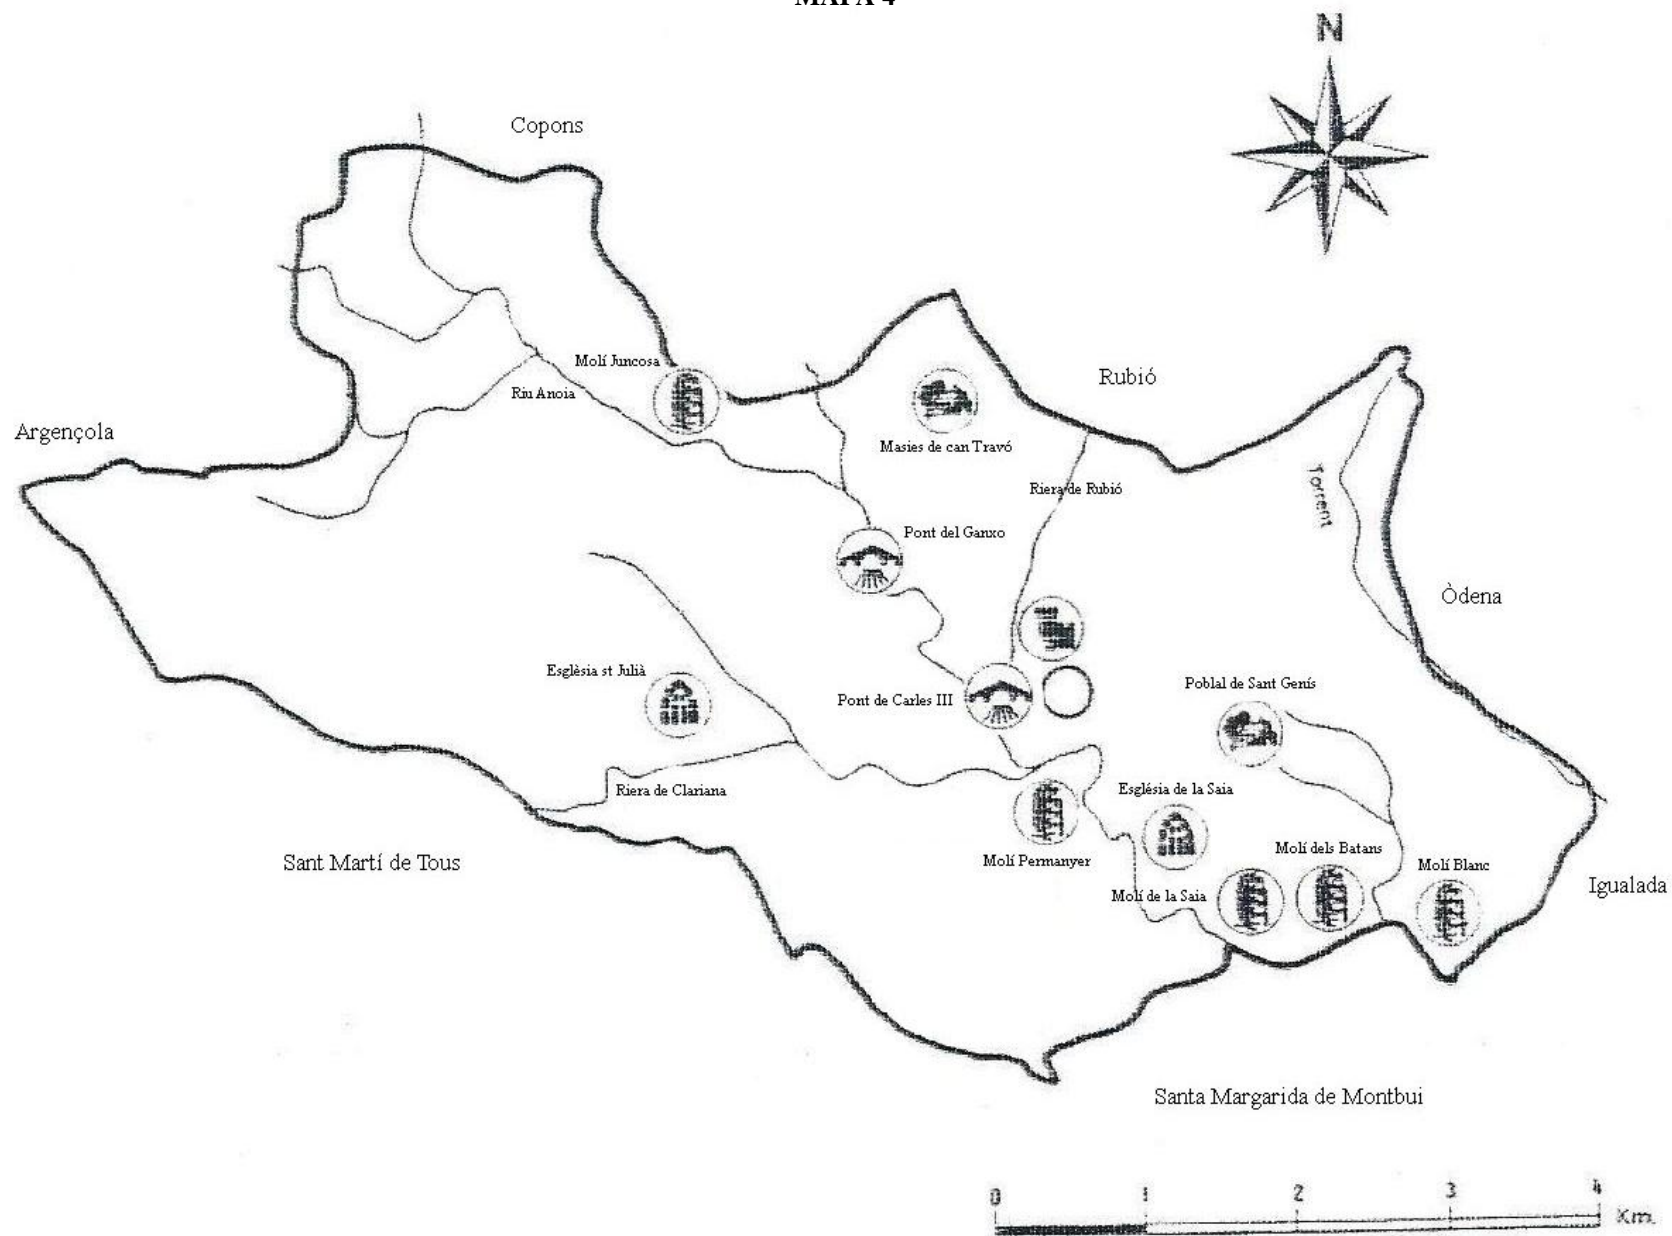 MAPA 4
N
Copons
Molí Juncosa
Riu Anoia
Rubió
Argençola
Masies de can Travó
Riera de Rubió
Torrent
Pont del Ganxo
Òdena
Esglèsia st Julià
Pont de Carles III
Poblal de Sant Genís
Riera de Clariana
Església de la Saia
Sant Martí de Tous
Molí Permanyer
Molí dels Batans
Molí Blanc
Molí de la Saia
Igualada
Santa Margarida de Montbui
0 1 2 3 4 Km.